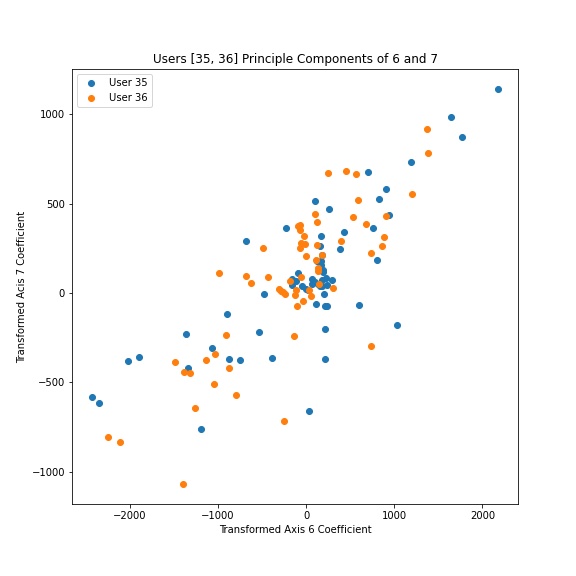 Users [35, 36] Principle Components of 6 and 7
User 35
User 36
1000
500
0
−500
−1000
Transformed Acis 7 Coefficient
−2000
−1000
0
1000
2000
Transformed Axis 6 Coefficient